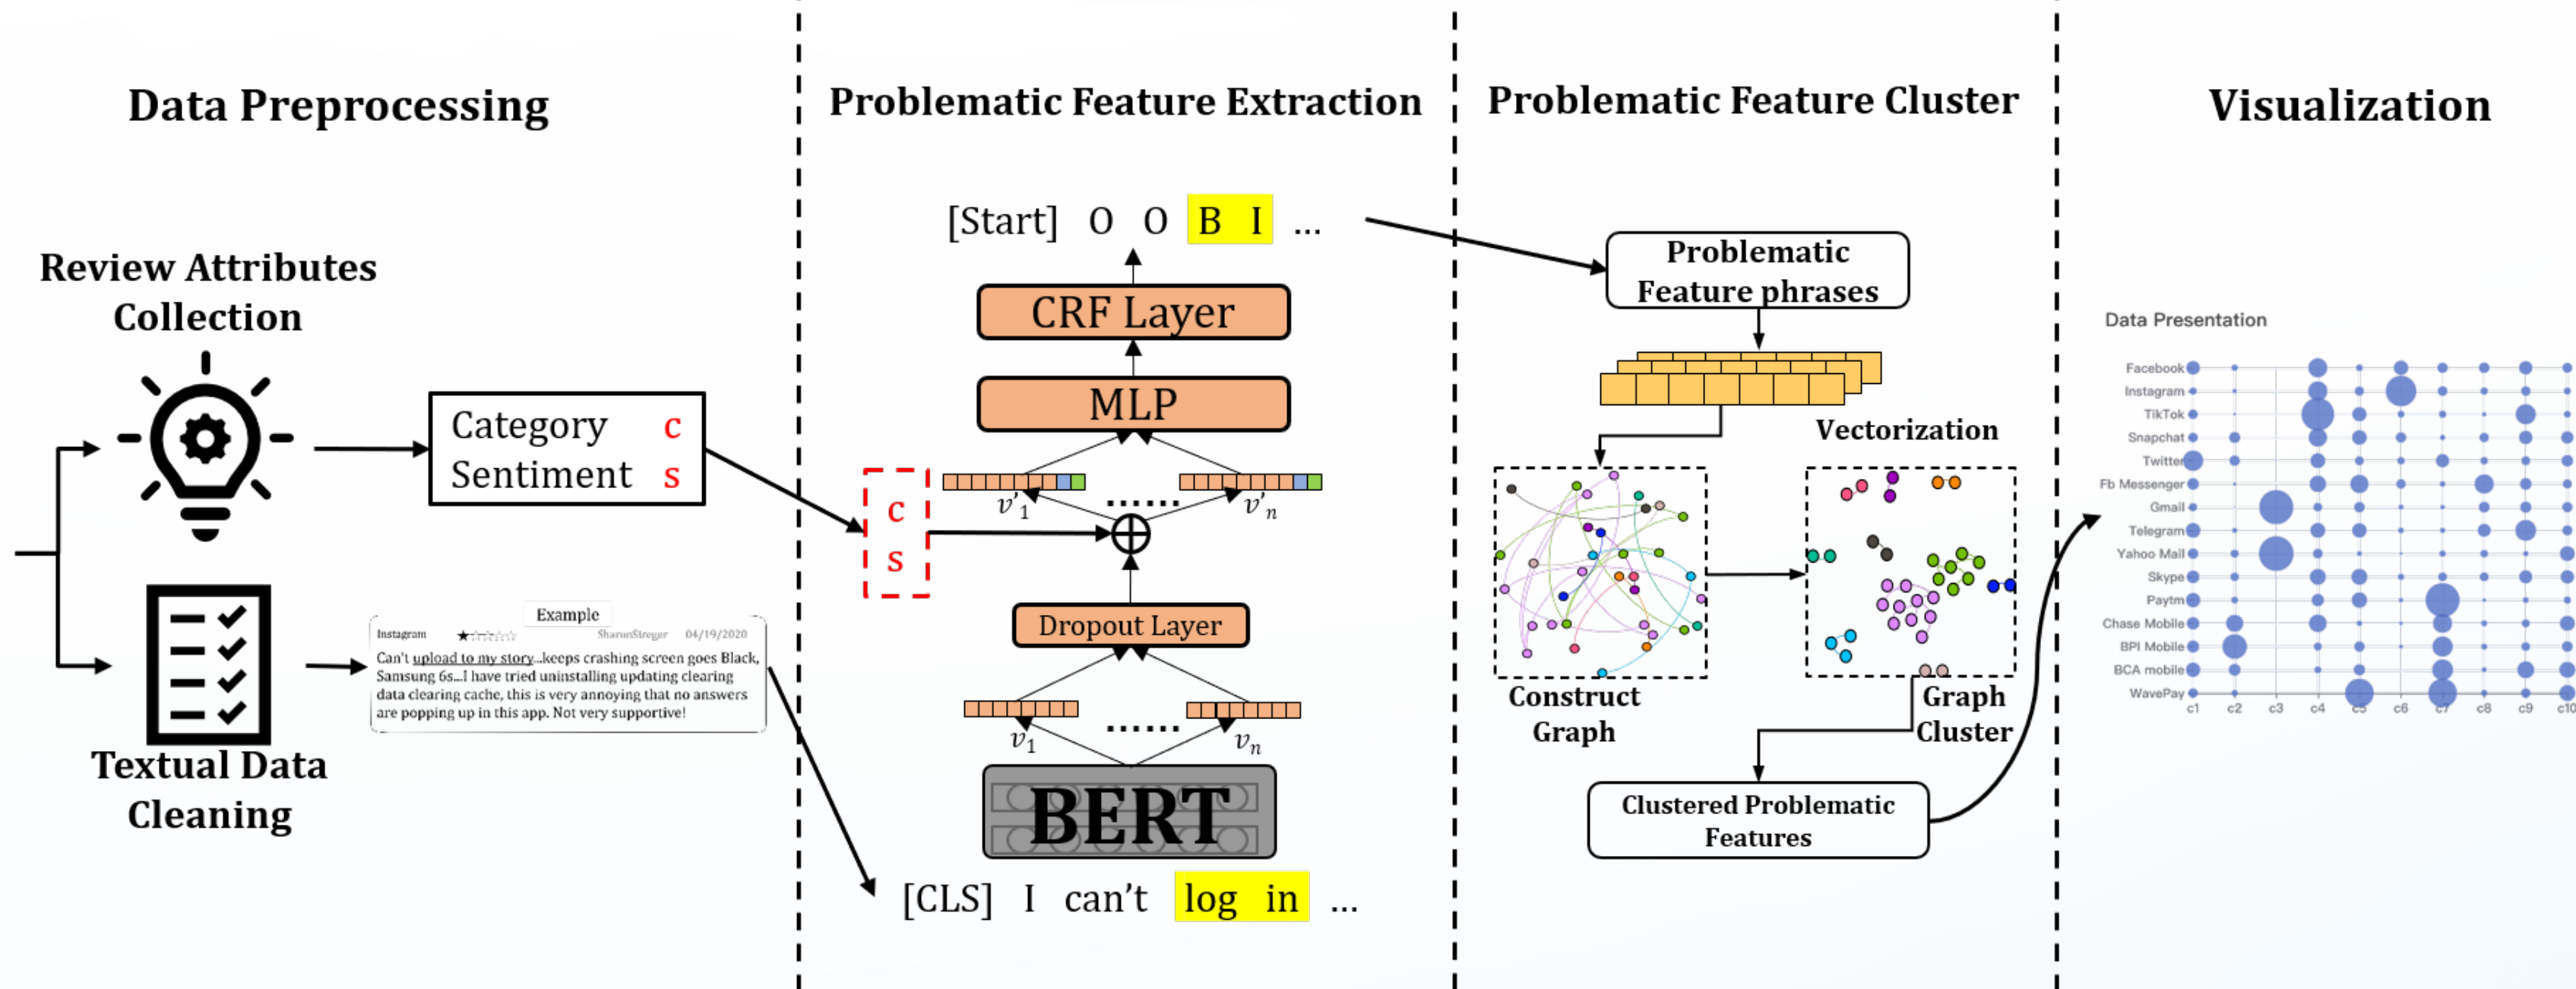 Data Preprocessing
Review Attributes
Collection
Category c
Sentiment s
Textual Data
Cleaning
Example
Instagram SharonStreger 04/19/2020
Can't upload to my story...keeps crashing screen goes Black,
Samsung 6s...I have tried uninstalling updating clearing
data clearing cache, this is very annoying that no answers
are popping up in this app. Not very supportive!
Problematic Feature Extraction
[Start] O O B I ...
CRF Layer
MLP
v'1 ...... v'n
c
s
Dropout Layer
v1 ...... vn
BERT
[CLS] I can't log in ...
Problematic Feature Cluster
Problematic
Feature phrases
Vectorization
Construct
Graph
Graph
Cluster
Clustered Problematic
Features
Visualization
Data Presentation
Facebook
Instagram
TikTok
Snapchat
Twitter
Fb Messenger
Gmail
Telegram
Yahoo Mail
Skype
Paytm
Chase Mobile
BPI Mobile
BCA mobile
WavePay
c1 c2 c3 c4 c5 c6 c7 c8 c9 c10